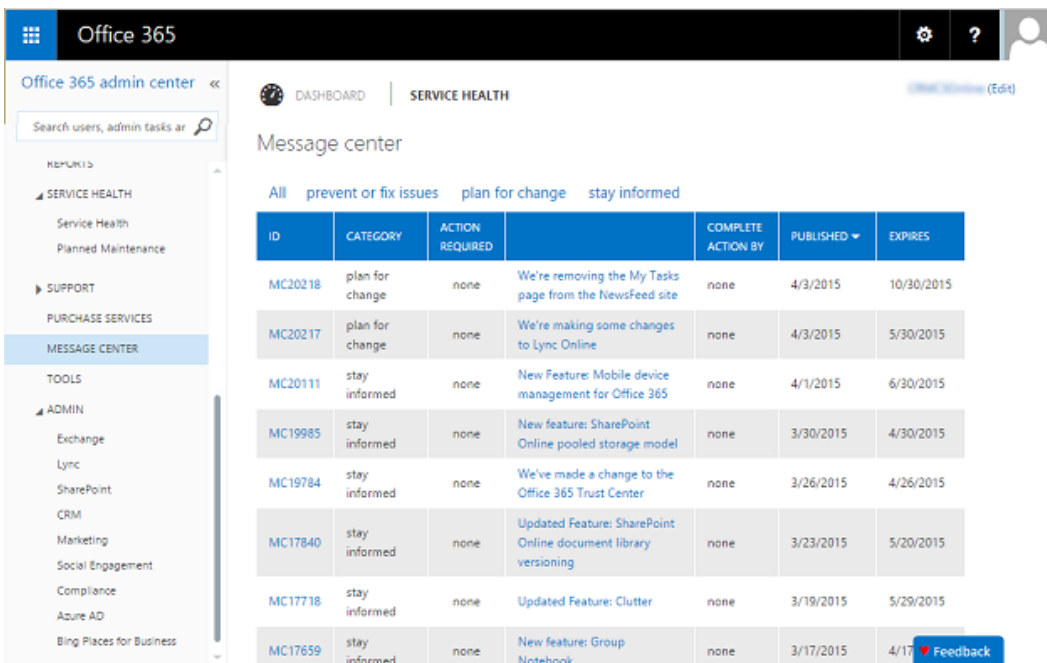 Office 365
?
Office 365 admin center «
Search users, admin tasks ar
REPORTS
SERVICE HEALTH
Service Health
Planned Maintenance
SUPPORT
PURCHASE SERVICES
MESSAGE CENTER
TOOLS
ADMIN
Exchange
Lync
SharePoint
CRM
Marketing
Social Engagement
Compliance
Azure AD
Bing Places for Business
DASHBOARD
SERVICE HEALTH
(Edit)
Message center
All prevent or fix issues plan for change stay informed
ID CATEGORY ACTION REQUIRED COMPLETE ACTION BY PUBLISHED EXPIRES
MC20218 plan for change none We're removing the My Tasks page from the NewsFeed site none 4/3/2015 10/30/2015
MC20217 plan for change none We're making some changes to Lync Online none 4/3/2015 5/30/2015
MC20111 stay informed none New Feature: Mobile device management for Office 365 none 4/1/2015 6/30/2015
MC19985 stay informed none New feature: SharePoint Online pooled storage model none 3/30/2015 4/30/2015
MC19784 stay informed none We've made a change to the Office 365 Trust Center none 3/26/2015 4/26/2015
MC17840 stay informed none Updated Feature: SharePoint Online document library versioning none 3/23/2015 5/20/2015
MC17718 stay informed none Updated Feature: Clutter none 3/19/2015 5/29/2015
MC17659 stay informed none New feature: Group Notebook none 3/17/2015 4/17
Feedback